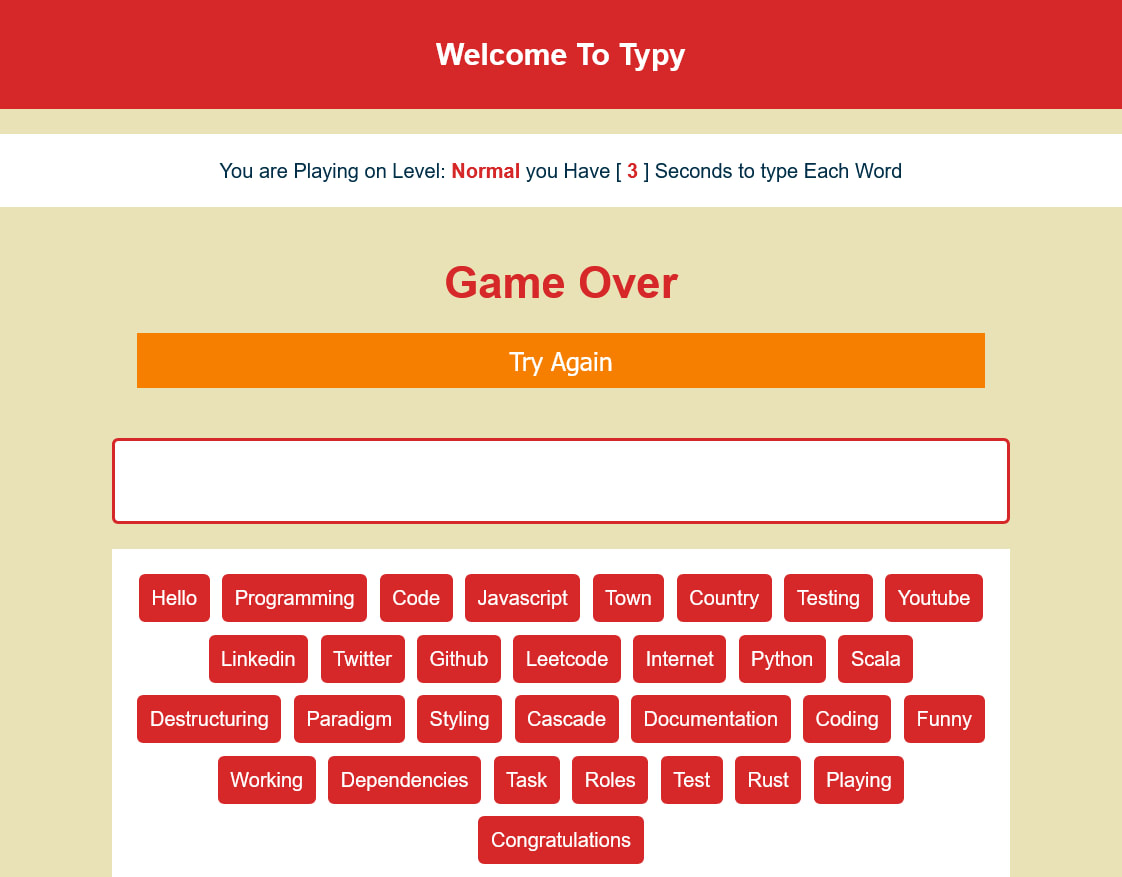 Welcome To Typy
You are Playing on Level: Normal you Have [ 3 ] Seconds to type Each Word
Game Over
Try Again
Hello Programming Code Javascript Town Country Testing Youtube
Linkedin Twitter Github Leetcode Internet Python Scala
Destructuring Paradigm Styling Cascade Documentation Coding Funny
Working Dependencies Task Roles Test Rust Playing
Congratulations